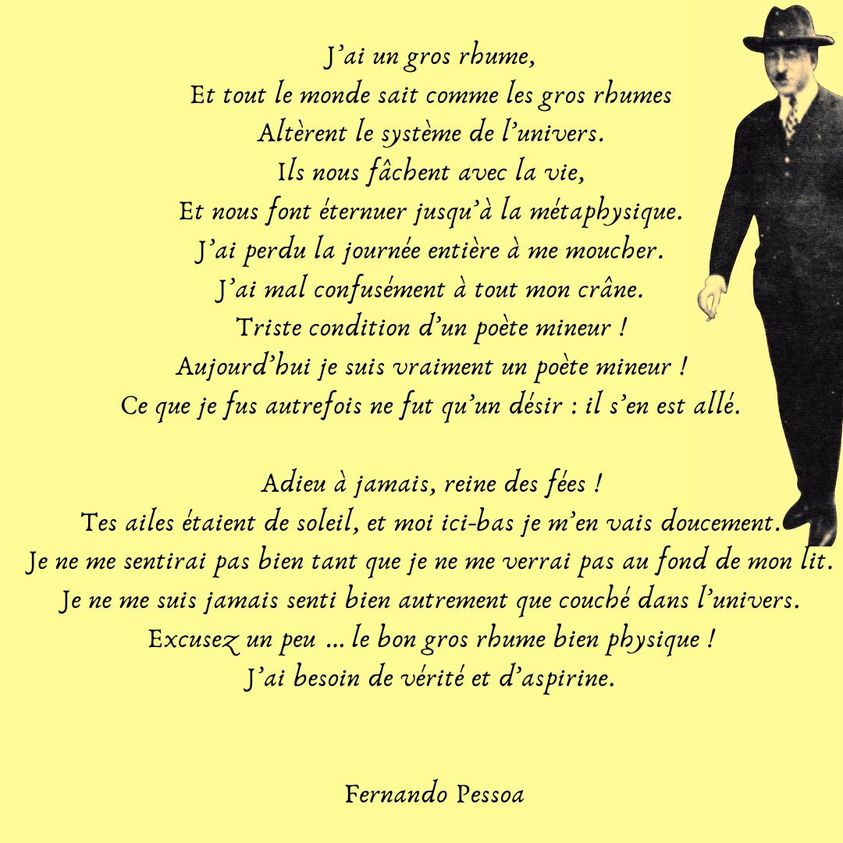 J'ai un gros rhume,
Et tout le monde sait comme les gros rhumes
Altèrent le système de l'univers.
Ils nous fâchent avec la vie,
Et nous font éternuer jusqu'à la métaphysique.
J'ai perdu la journée entière à me moucher.
J'ai mal confusément à tout mon crâne.
Triste condition d'un poète mineur !
Aujourd'hui je suis vraiment un poète mineur !
Ce que je fus autrefois ne fut qu'un désir : il s'en est allé.

Adieu à jamais, reine des fées !
Tes ailes étaient de soleil, et moi ici-bas je m'en vais doucement.
Je ne me sentirai pas bien tant que je ne me verrai pas au fond de mon lit.
Je ne me suis jamais senti bien autrement que couché dans l'univers.
Excusez un peu ... le bon gros rhume bien physique !
J'ai besoin de vérité et d'aspirine.

Fernando Pessoa